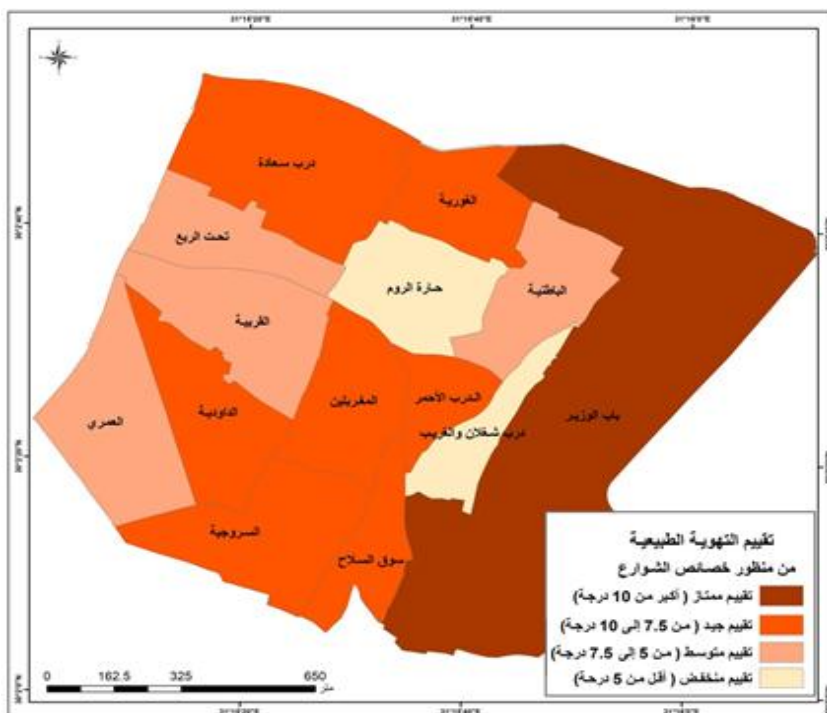 درب سعادة
الغورية
تحت الربع
حارة الروم
الباطنية
القربية
العمري
الداودية
المغربلين
الدرب الأحمر
درب شغلان والغريب
باب الوزير
السروجية
سوق السلاح
تقييم التهوية الطبيعية
من منظور خصائص الشوارع
تقييم ممتاز ( أكبر من 10 درجة)
تقييم جيد ( من 7.5 إلى 10 درجة)
تقييم متوسط ( من 5 إلى 7.5 درجة)
تقييم منخفض ( أقل من 5 درجة)
0 162.5 325 650
متر